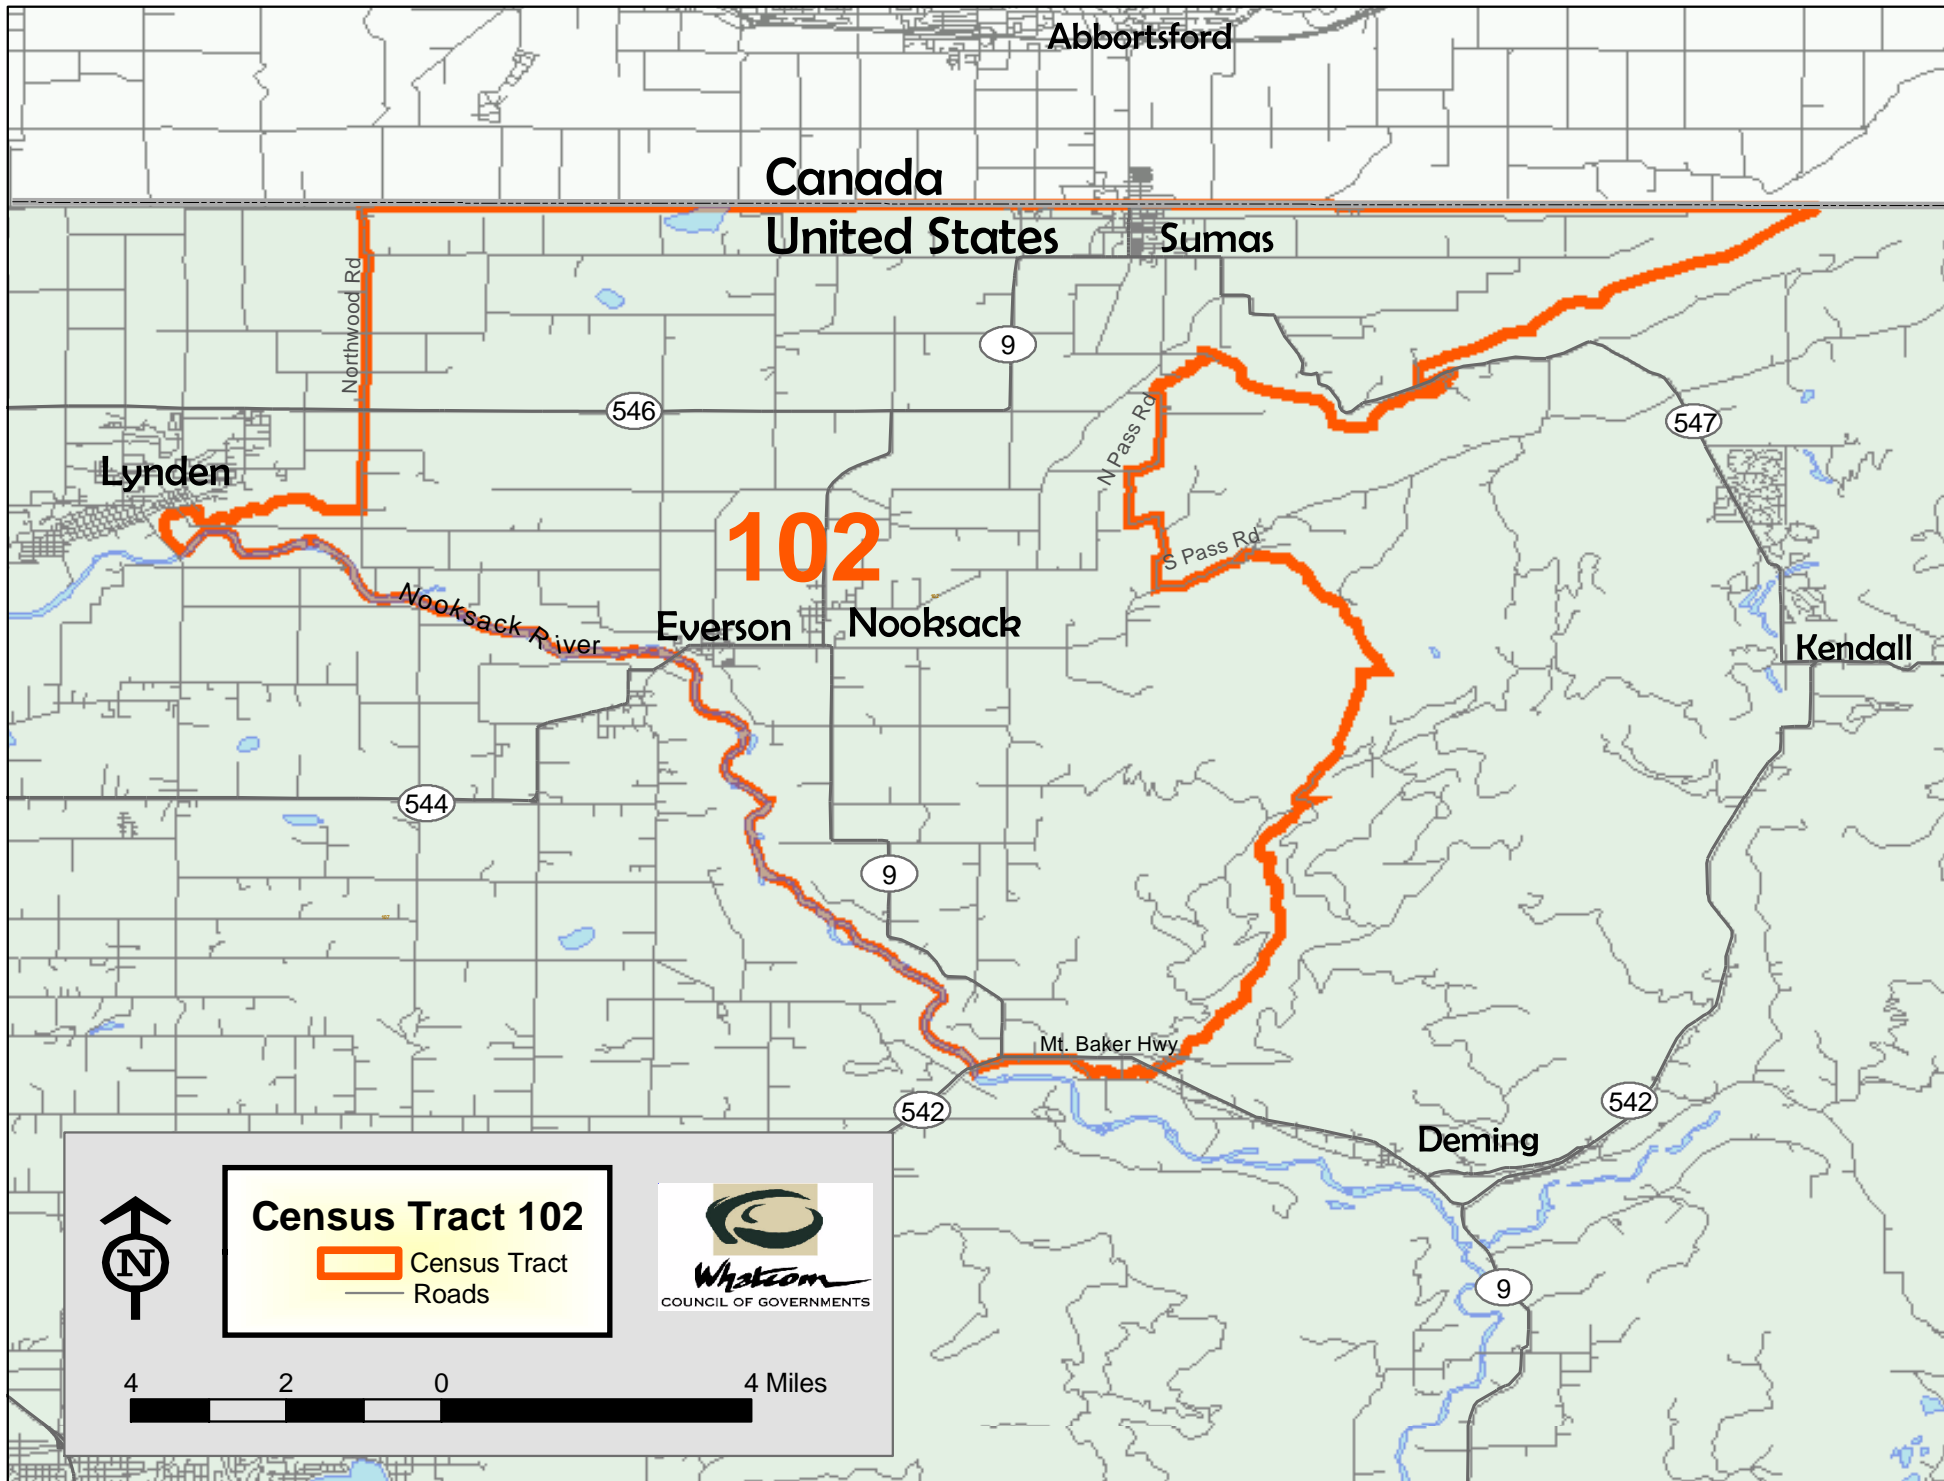 Abbortsford
Canada
United States
Sumas
Northwood Rd
9
546
N Pass Rd
547
Lynden
102
S Pass Rd
Nooksack River
Everson
Nooksack
Kendall
544
9
Mt. Baker Hwy
542
542
Deming
Census Tract 102
Census Tract
Roads
N
Whatcom
COUNCIL OF GOVERNMENTS
9
4 2 0 4 Miles